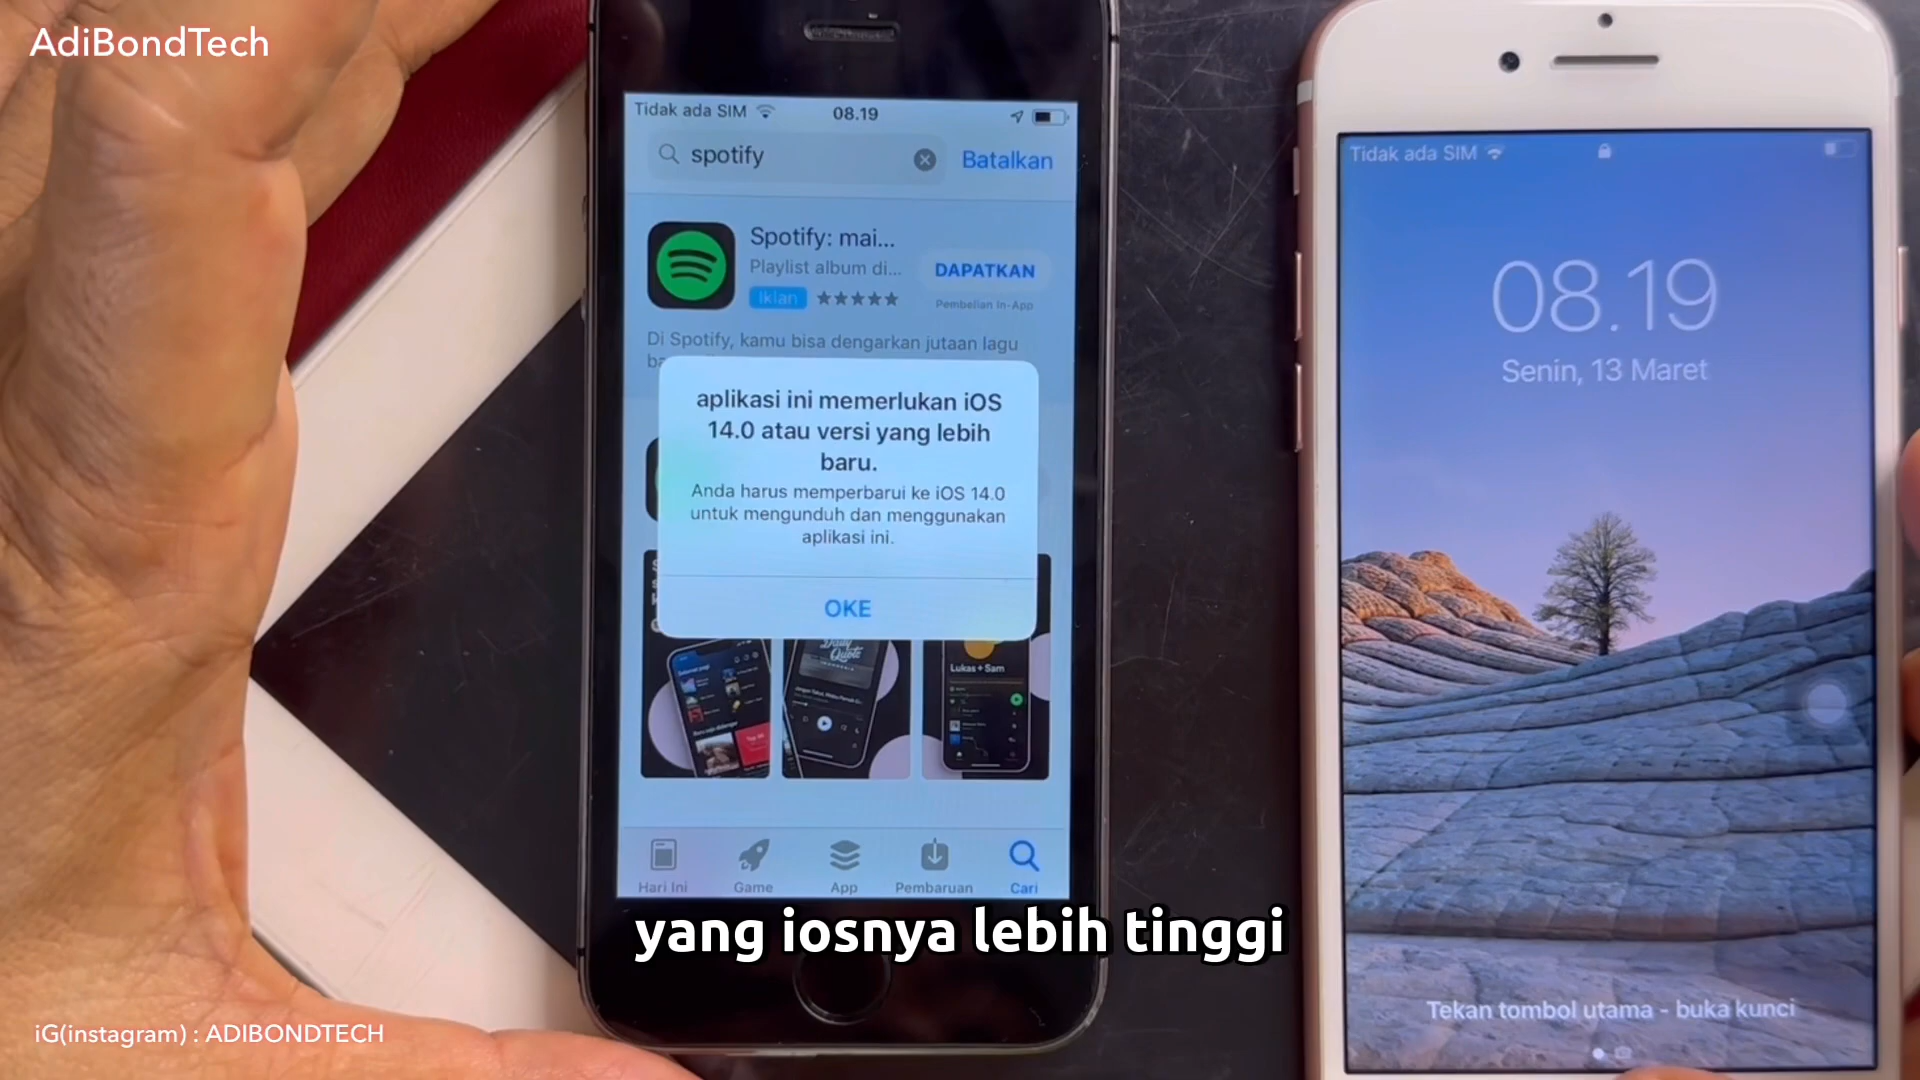 AdiBondTech
Tidak ada SIM
08.19
spotify
Batalkan
Spotify: mai...
Playlist album di...
DAPATKAN
Iklan
Pembelian In-App
Di Spotify, kamu bisa dengarkan jutaan lagu
aplikasi ini memerlukan iOS
14.0 atau versi yang lebih
baru.
Anda harus memperbarui ke iOS 14.0
untuk mengunduh dan menggunakan
aplikasi ini.
OKE
Daily
Quote
Lukas + Sam
Hari Ini
Game
App
Pembaruan
Cari
Tidak ada SIM
08.19
Senin, 13 Maret
Tekan tombol utama - buka kunci
yang iosnya lebih tinggi
iG(instagram) : ADIBONDTECH